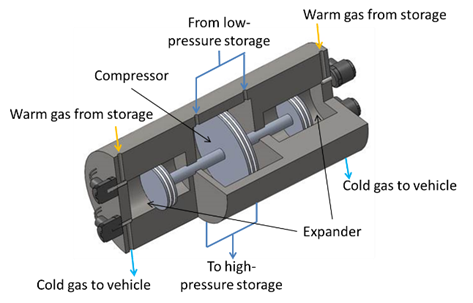 From low-
pressure storage
Warm gas from storage
Compressor
Warm gas from storage
Cold gas to vehicle
Expander
To high-
pressure storage
Cold gas to vehicle